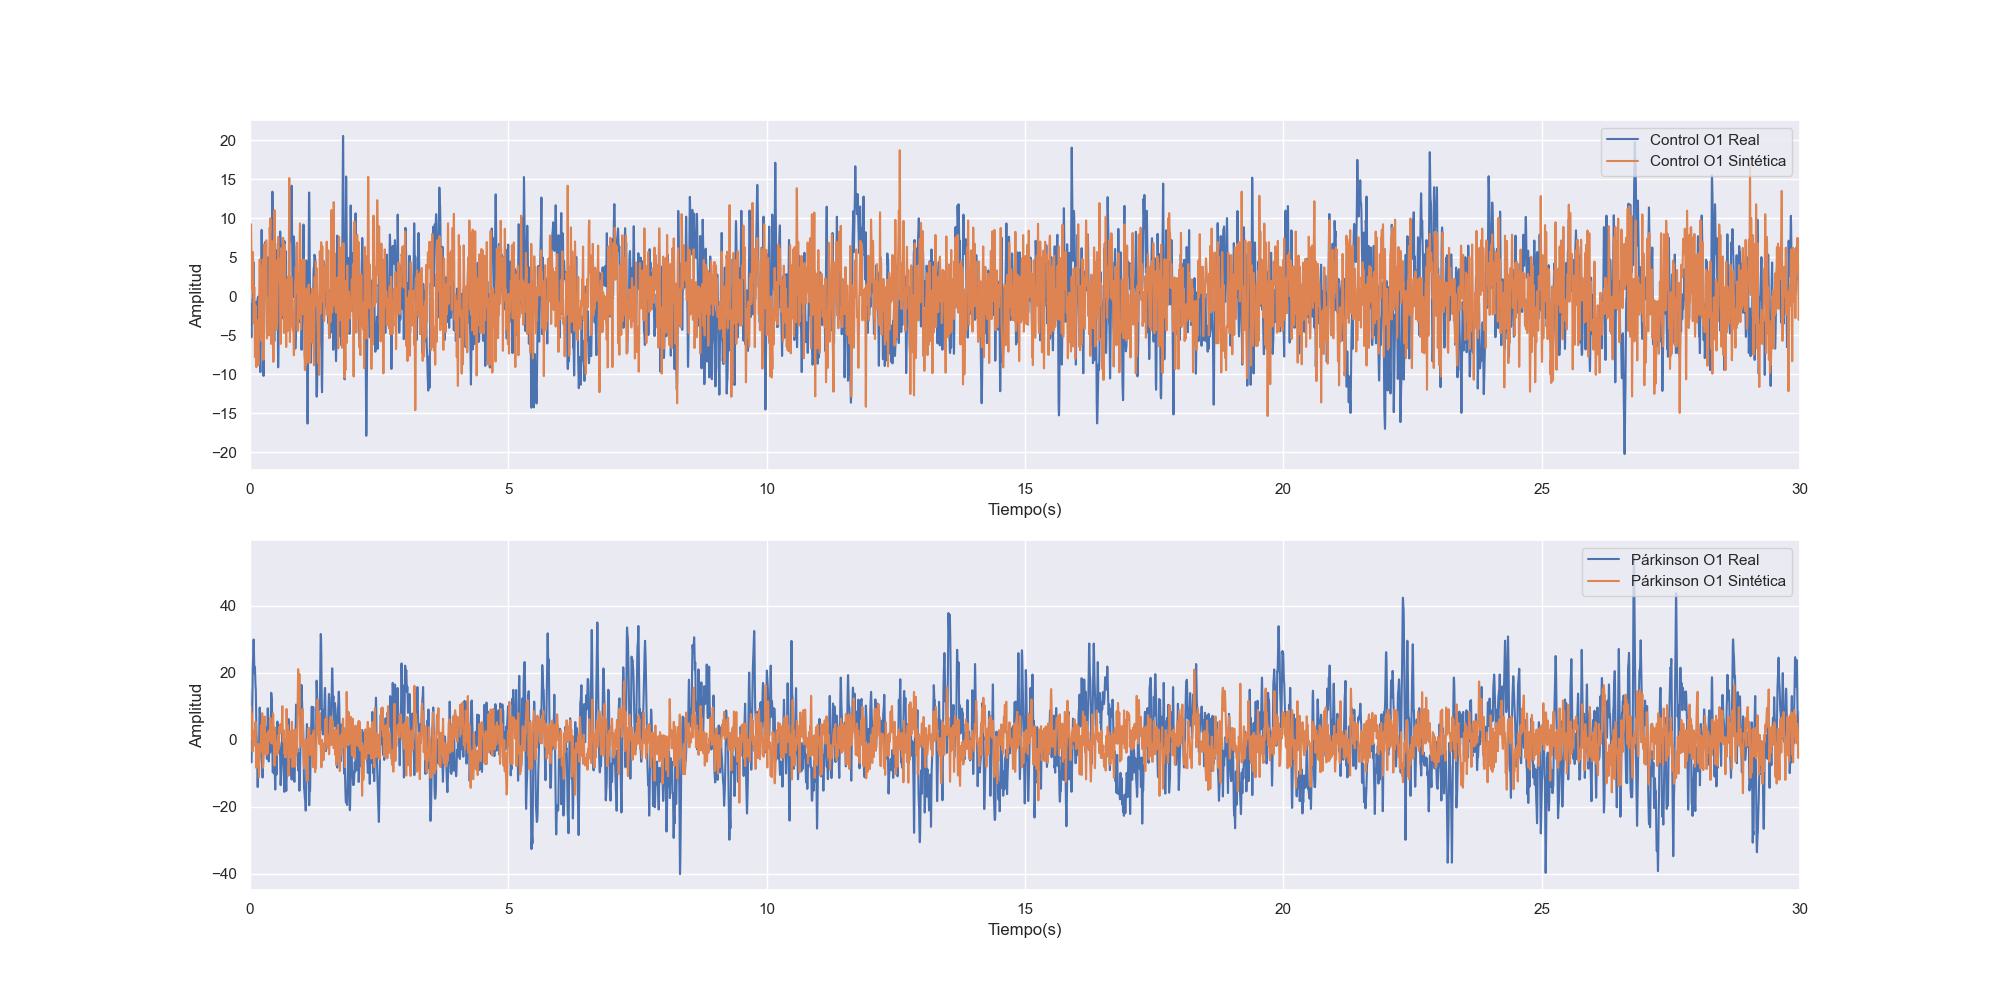 Control O1 Real
Control O1 Sintética
20
15
10
5
0
−5
−10
−15
−20
Amplitud
0 5 10 15 20 25 30
Tiempo(s)
Párkinson O1 Real
Párkinson O1 Sintética
40
20
0
−20
−40
Amplitud
0 5 10 15 20 25 30
Tiempo(s)